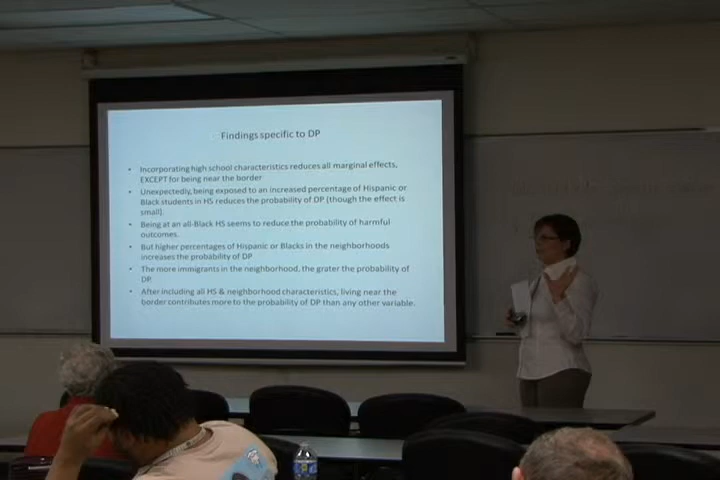 Findings specific to DP
• Incorporating high school characteristics reduces all marginal effects,
EXCEPT for being near the border
• Unexpectedly, being exposed to an increased percentage of Hispanic or
Black students in HS reduces the probability of DP (though the effect is
small).
• Being at an all-Black HS seems to reduce the probability of harmful
outcomes.
• But higher percentages of Hispanic or Blacks in the neighborhoods
increases the probability of DP
• The more immigrants in the neighborhood, the grater the probability of
DP.
• After including all HS & neighborhood characteristics, living near the
border contributes more to the probability of DP than any other variable.